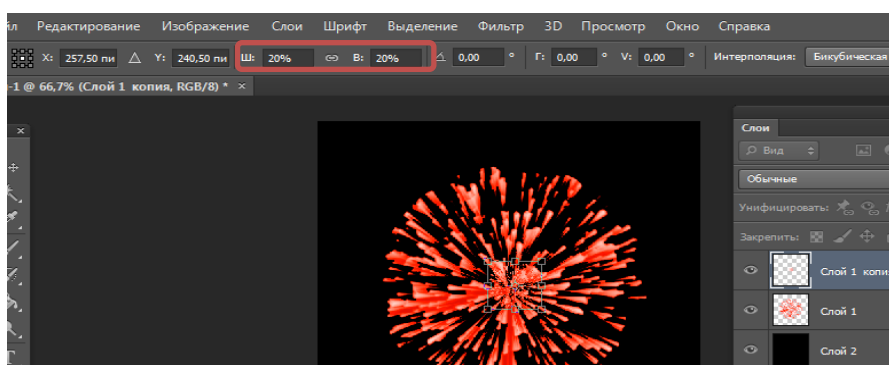 йл Редактирование Изображение Слои Шрифт Выделение Фильтр 3D Просмотр Окно Справка
X: 257,50 пи Y: 240,50 пи Ш: 20% В: 20% 0,00 ° Г: 0,00 ° V: 0,00 ° Интерполяция: Бикубическая
-1 @ 66,7% (Слой 1 копия, RGB/8) * ×
Слои
Вид
Обычные
Унифицировать:
Закрепить:
Слой 1 копи
Слой 1
Слой 2